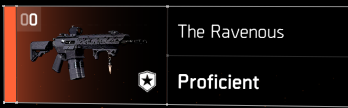 00
The Ravenous
Proficient